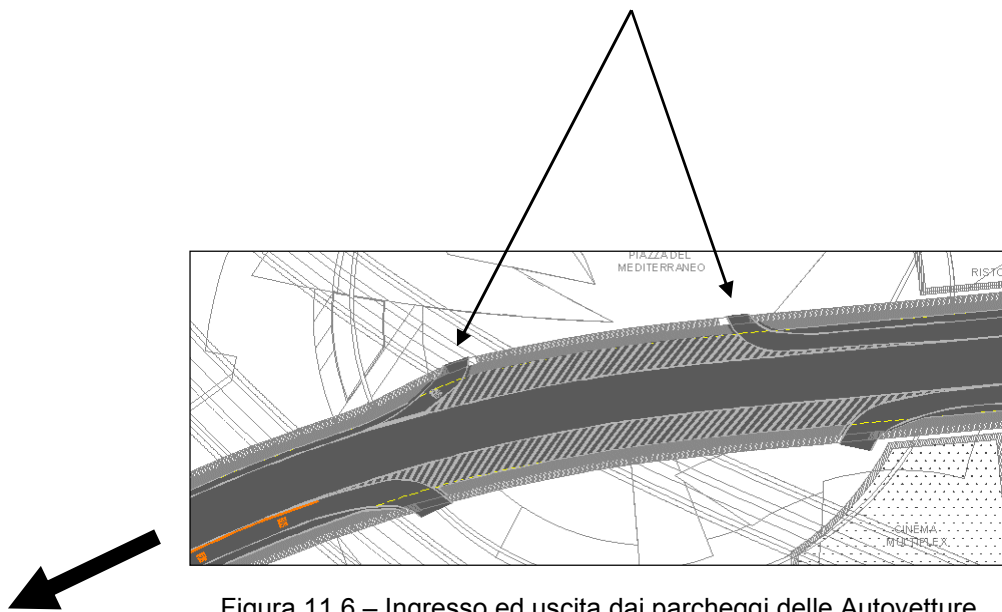 PIAZZA DEL
MEDITERRANEO
RISTO
CINEMA
MULTIPLEX
Figura 11.6 – Ingresso ed uscita dai parcheggi delle Autovetture